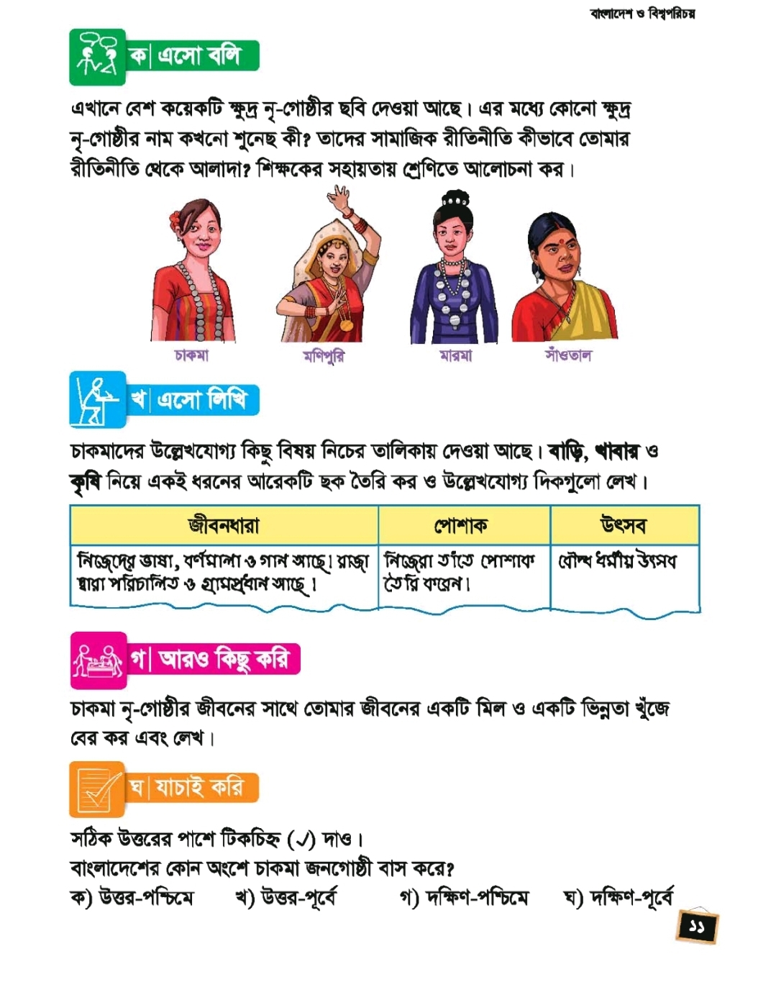 বাংলাদেশ ও বিশ্বপরিচয়
ক| এসো বলি
এখানে বেশ কয়েকটি ক্ষুদ্র নৃ-গোষ্ঠীর ছবি দেওয়া আছে। এর মধ্যে কোনো ক্ষুদ্র
নৃ-গোষ্ঠীর নাম কখনো শুনেছ কী? তাদের সামাজিক রীতিনীতি কীভাবে তোমার
রীতিনীতি থেকে আলাদা? শিক্ষকের সহায়তায় শ্রেণিতে আলোচনা কর।
চাকমা মণিপুরি মারমা সাঁওতাল
খ| এসো লিখি
চাকমাদের উল্লেখযোগ্য কিছু বিষয় নিচের তালিকায় দেওয়া আছে। বাড়ি, খাবার ও
কৃষি নিয়ে একই ধরনের আরেকটি ছক তৈরি কর ও উল্লেখযোগ্য দিকগুলো লেখ।
জীবনধারা পোশাক উৎসব
নিজেদের ভাষা, বর্ণমালা ও গান আছে। রাজা নিজেরা তাঁতে পোশাক বৌদ্ধ ধর্মীয় উৎসব
দ্বারা পরিচালিত ও গ্রামপ্রধান আছে। তৈরি করেন।
গ| আরও কিছু করি
চাকমা নৃ-গোষ্ঠীর জীবনের সাথে তোমার জীবনের একটি মিল ও একটি ভিন্নতা খুঁজে
বের কর এবং লেখ।
ঘ| যাচাই করি
সঠিক উত্তরের পাশে টিকচিহ্ন (✓) দাও।
বাংলাদেশের কোন অংশে চাকমা জনগোষ্ঠী বাস করে?
ক) উত্তর-পশ্চিমে খ) উত্তর-পূর্বে গ) দক্ষিণ-পশ্চিমে ঘ) দক্ষিণ-পূর্বে
১১